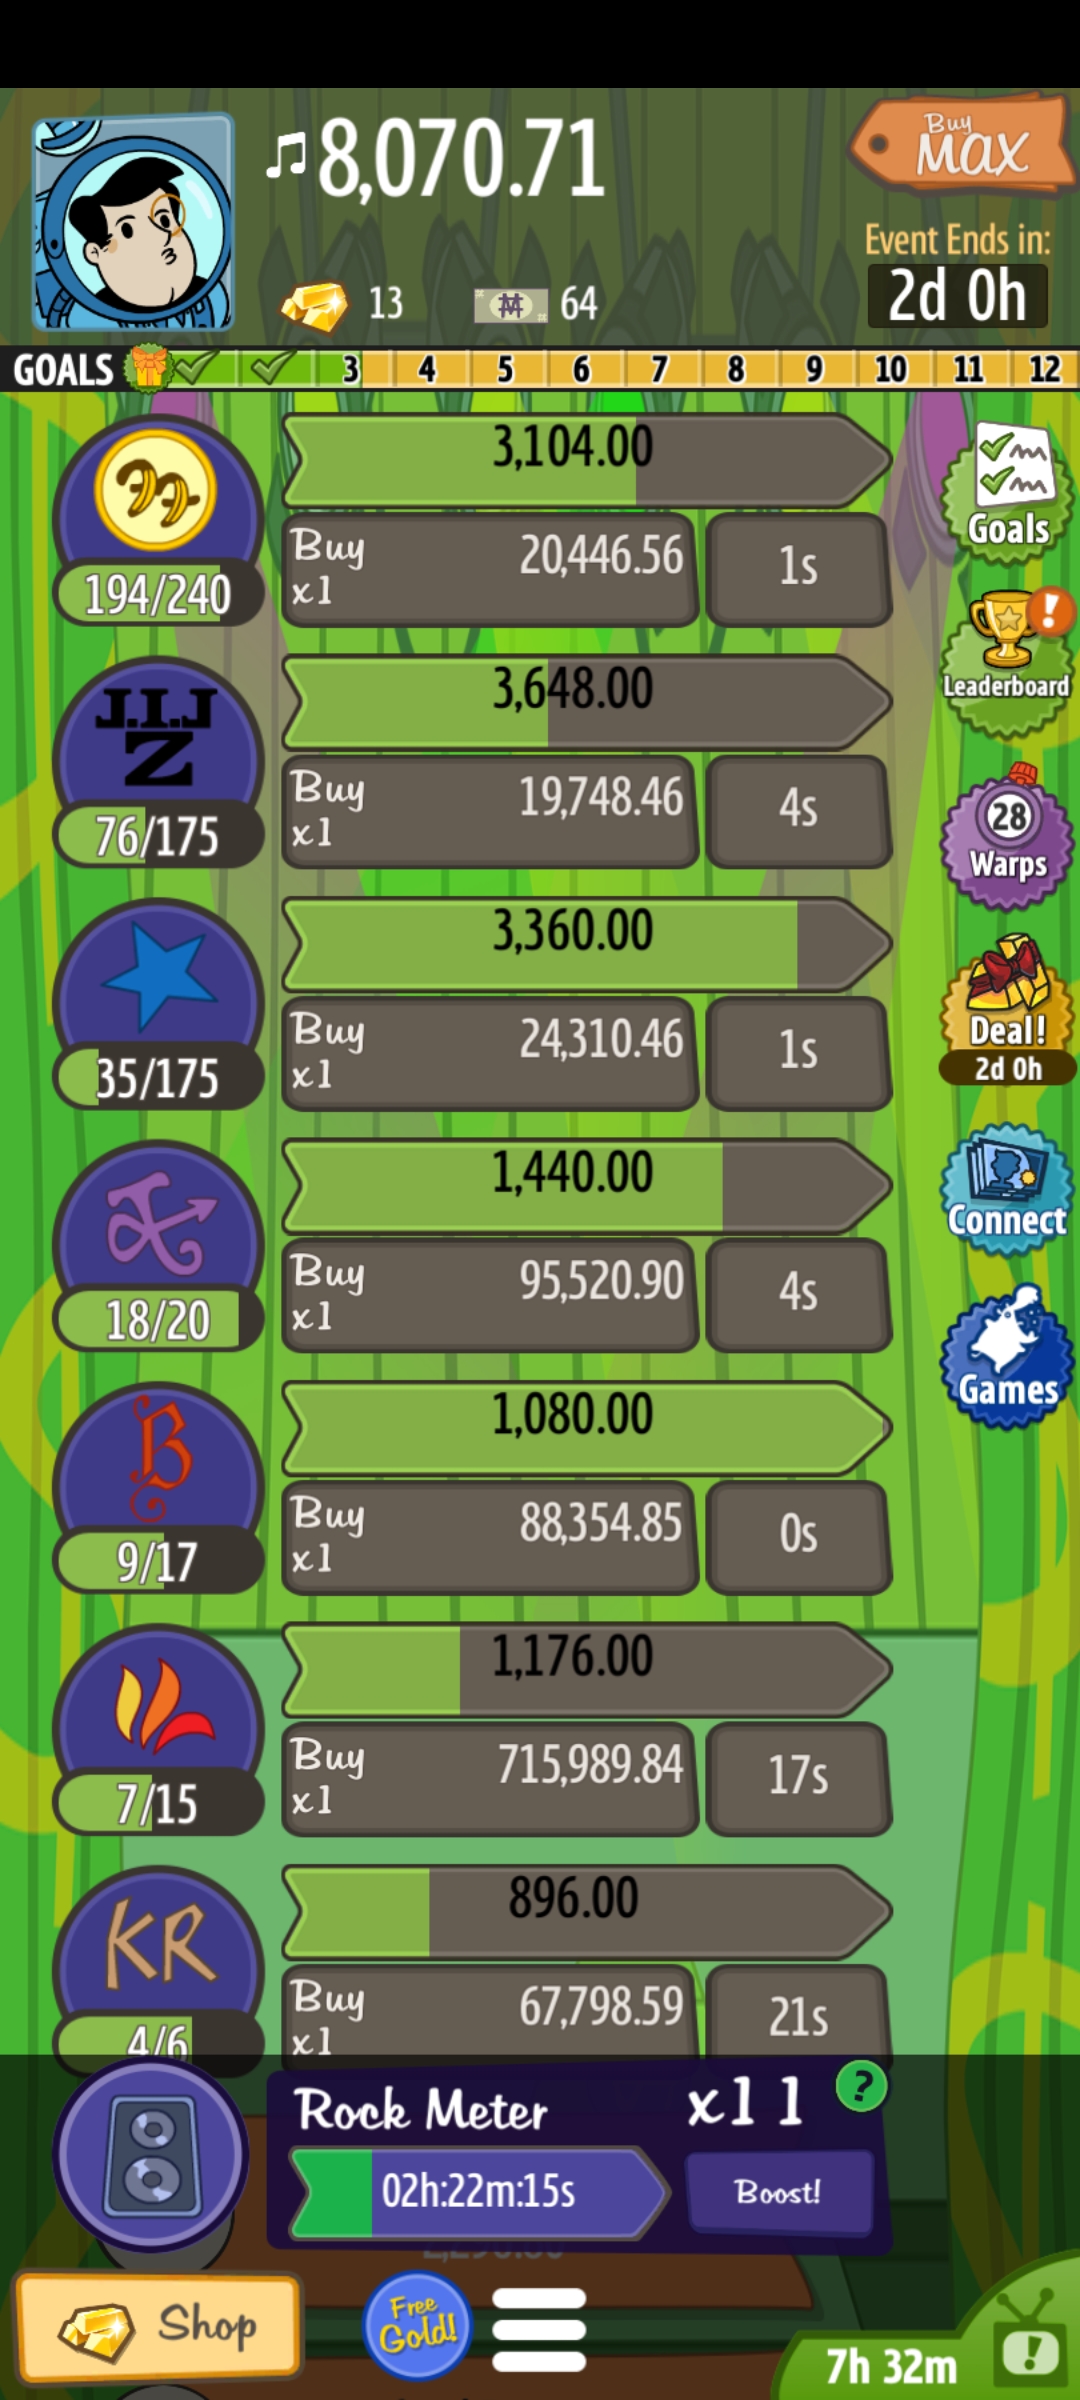 ♫8,070.71
Buy
MAX
13
64
Event Ends in:
2d 0h
GOALS 3 4 5 6 7 8 9 10 11 12
3,104.00
194/240
Buy
x1
20,446.56
1s
Goals
J.I.J
Z
3,648.00
76/175
Buy
x1
19,748.46
4s
Leaderboard
28
Warps
3,360.00
35/175
Buy
x1
24,310.46
1s
Deal!
2d 0h
1,440.00
18/20
Buy
x1
95,520.90
4s
Connect
B
1,080.00
9/17
Buy
x1
88,354.85
0s
Games
1,176.00
7/15
Buy
x1
715,989.84
17s
KR
896.00
4/6
Buy
x1
67,798.59
21s
Rock Meter
x11
?
02h:22m:15s
Boost!
Shop
Free
Gold!
7h 32m